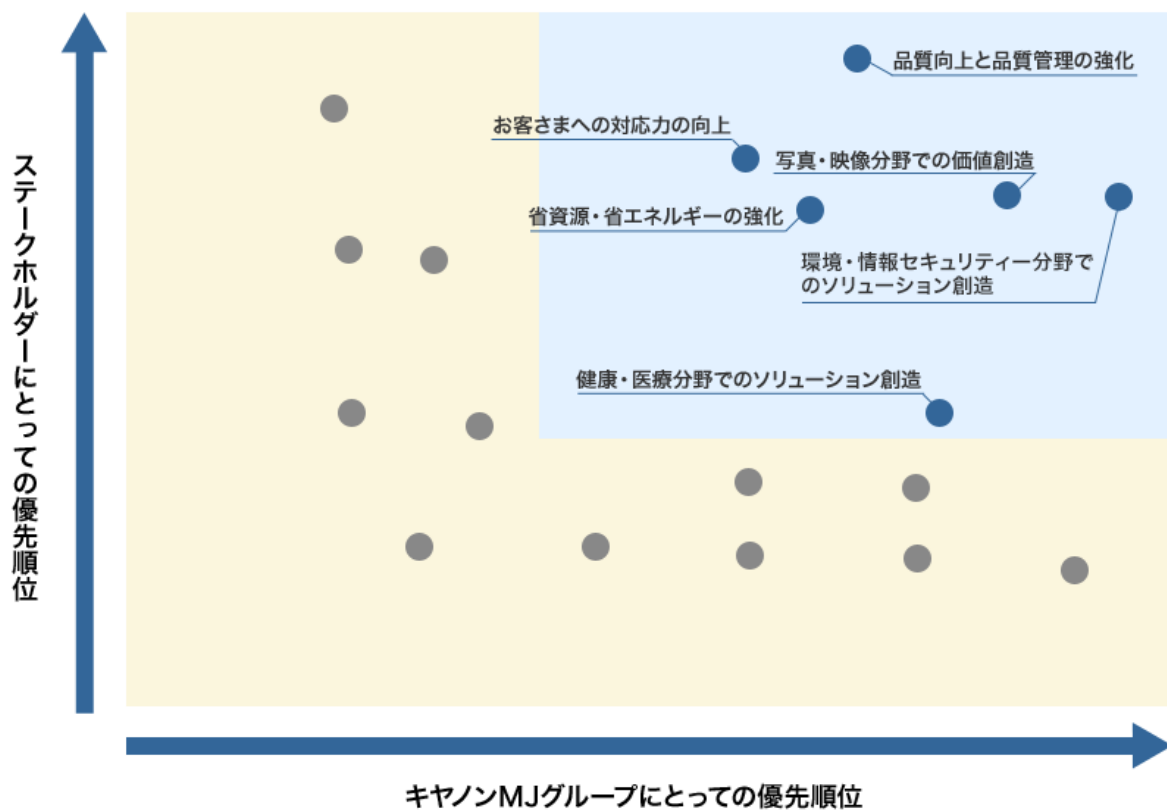 ステークホルダーにとっての優先順位
品質向上と品質管理の強化
お客さまへの対応力の向上
写真・映像分野での価値創造
省資源・省エネルギーの強化
環境・情報セキュリティー分野で
のソリューション創造
健康・医療分野でのソリューション創造
キヤノンMJグループにとっての優先順位